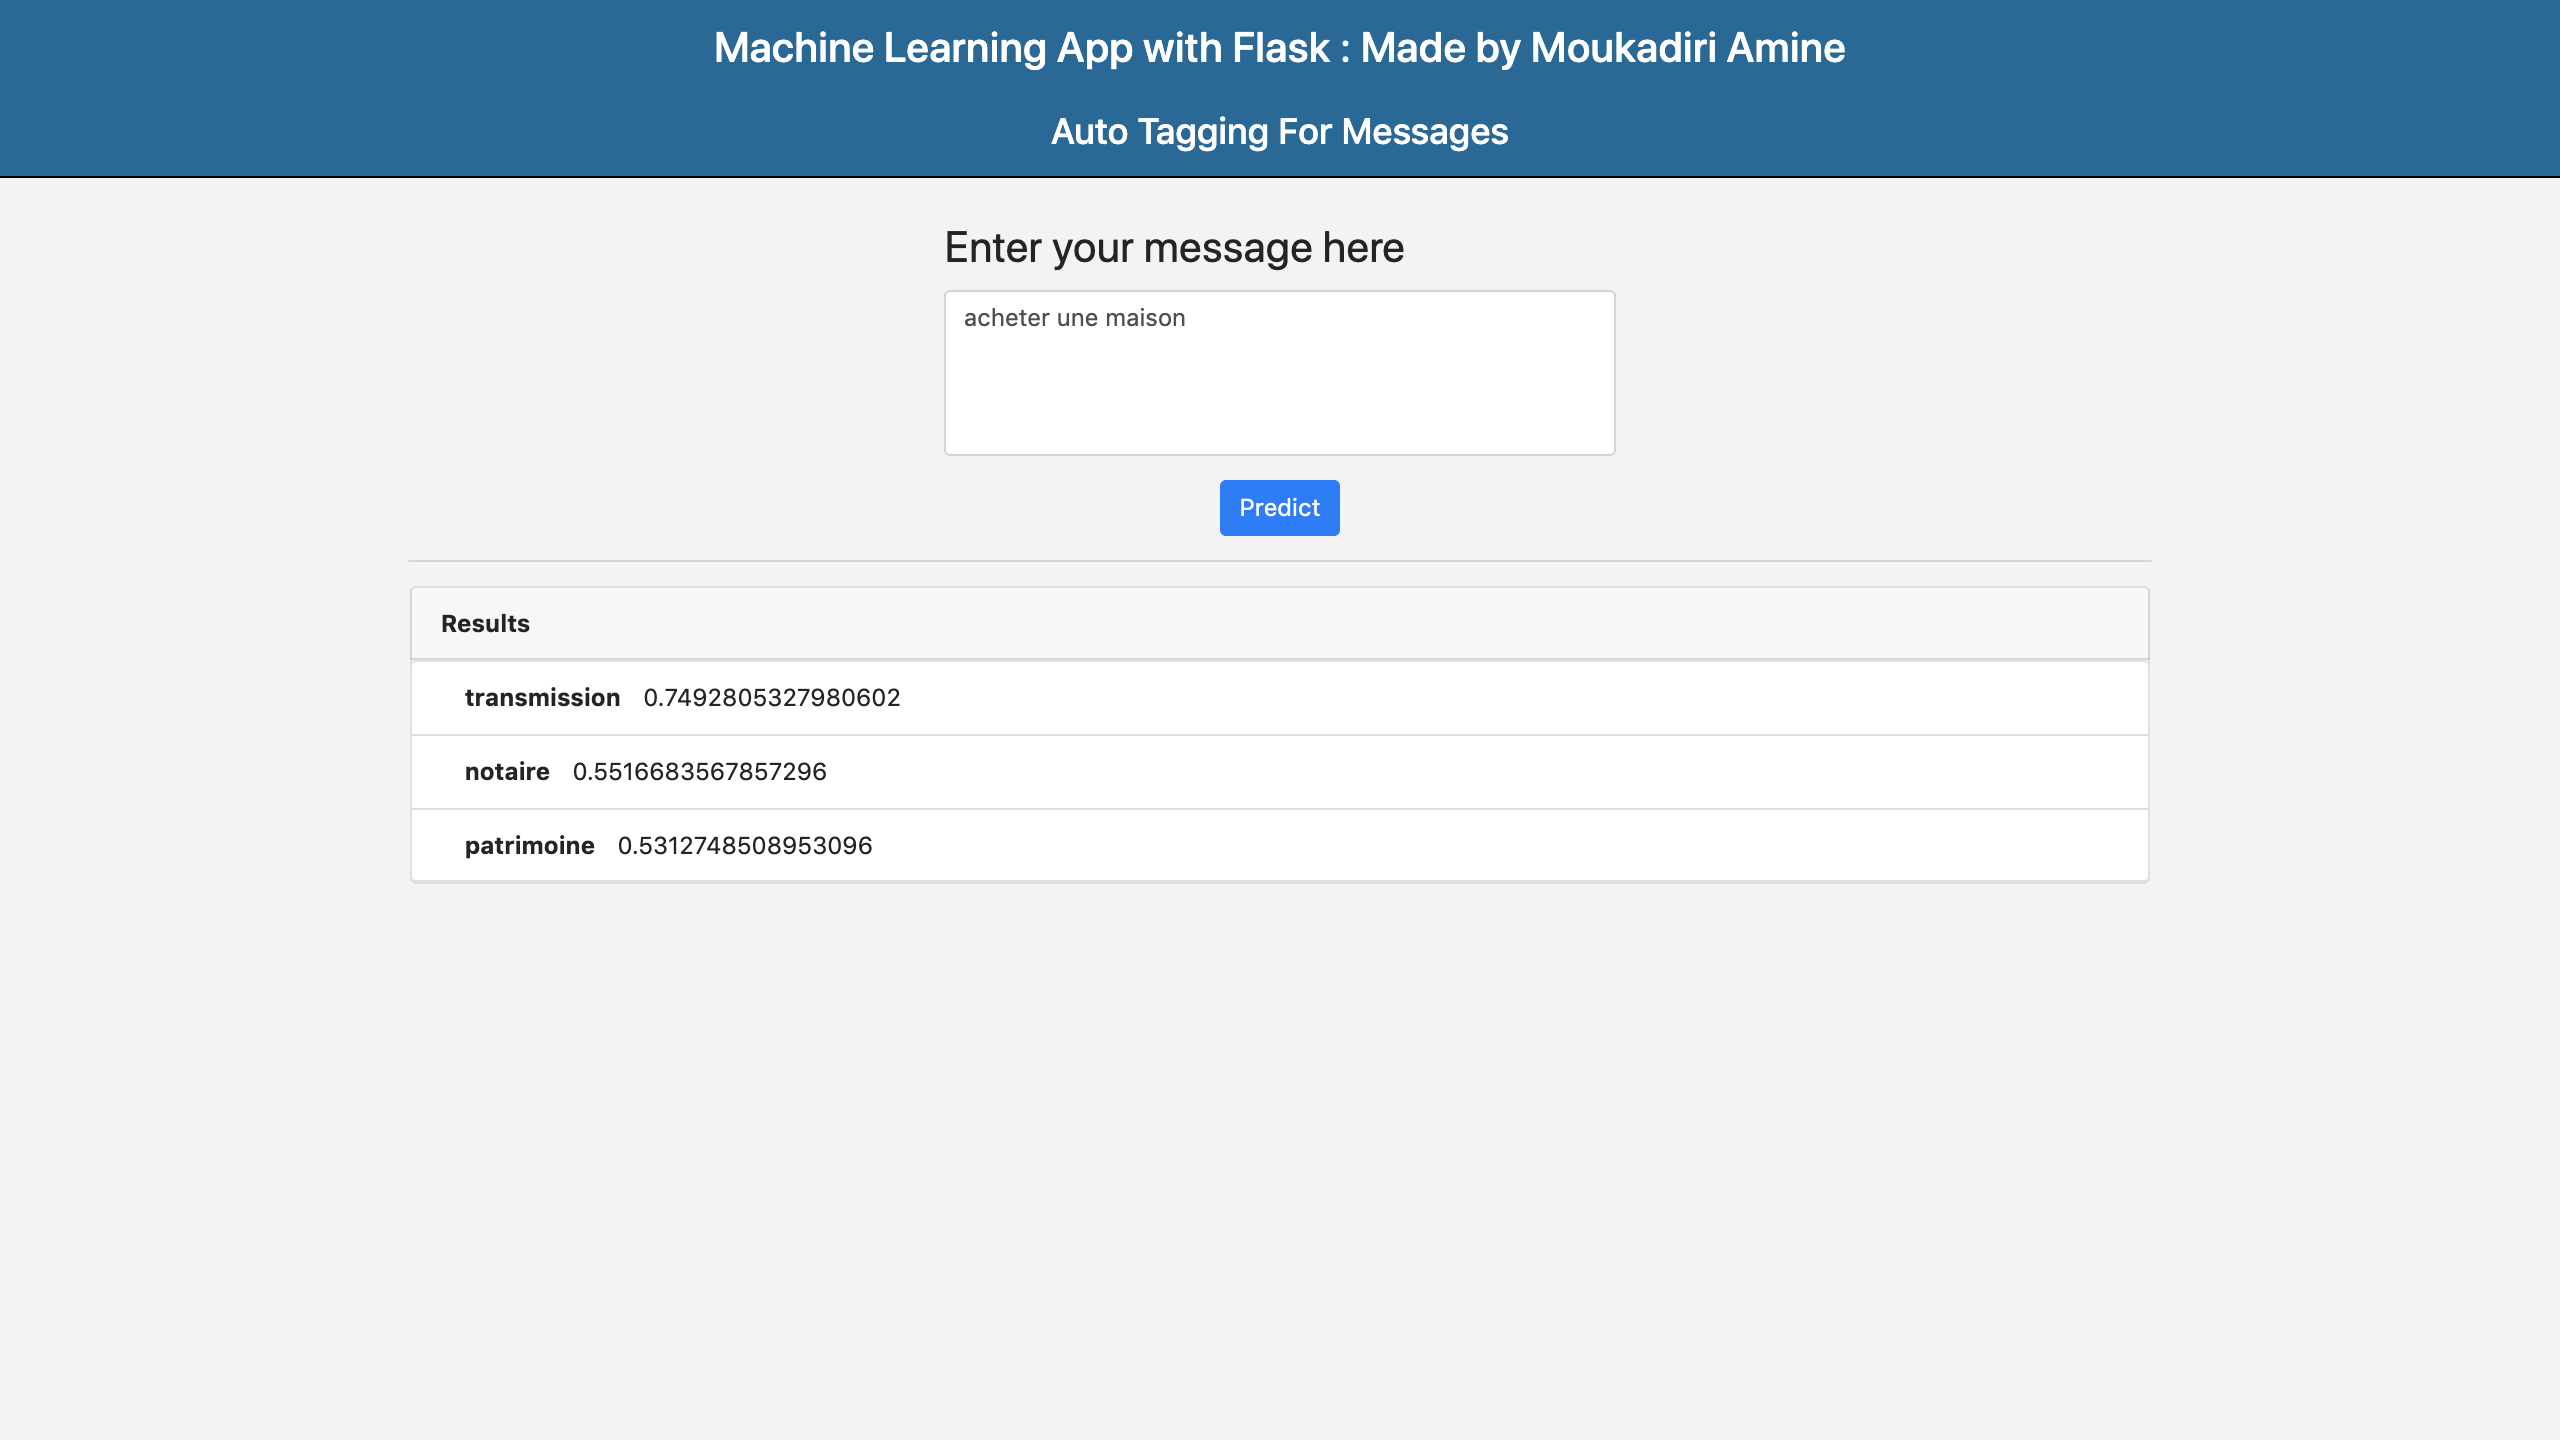 Machine Learning App with Flask : Made by Moukadiri Amine
Auto Tagging For Messages
Enter your message here
acheter une maison
Predict
Results
transmission 0.7492805327980602
notaire 0.5516683567857296
patrimoine 0.5312748508953096